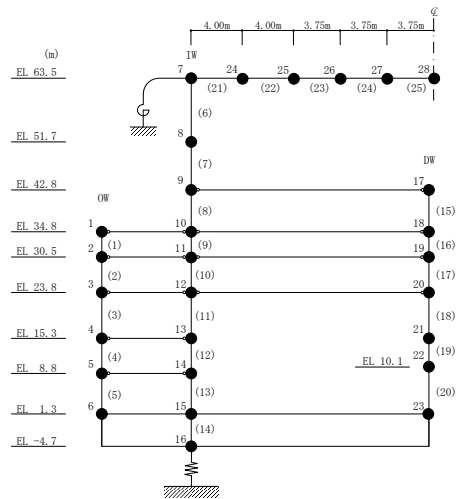 ℄
4.00m 4.00m 3.75m 3.75m 3.75m
(m) IW
EL 63.5 7 24 25 26 27 28
(21) (22) (23) (24) (25)
(6)
EL 51.7 8
(7)
EL 42.8 9 DW 17
OW (8) (15)
EL 34.8 1 10 18
(1) (9) (16)
EL 30.5 2 11 19
(2) (10) (17)
EL 23.8 3 12 20
(3) (11) (18)
EL 15.3 4 13 21
(4) (12) (19)
EL 8.8 5 14 EL 10.1 22
(5) (13) (20)
EL 1.3 6 15 23
(14)
EL -4.7 16